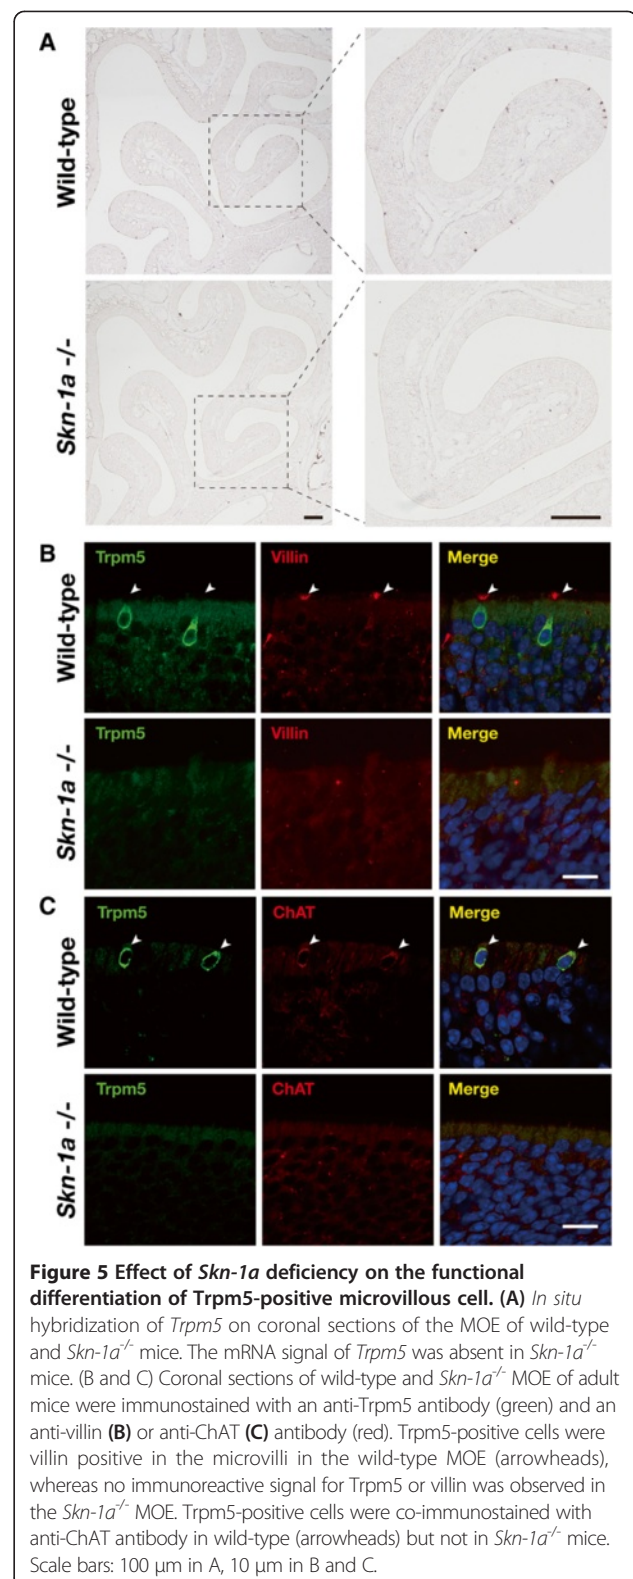 A
Wild-type
Skn-1a -/-
B
Trpm5
Villin
Merge
Wild-type
Trpm5
Villin
Merge
Skn-1a -/-
C
Trpm5
ChAT
Merge
Wild-type
Trpm5
ChAT
Merge
Skn-1a -/-
Figure 5 Effect of Skn-1a deficiency on the functional
differentiation of Trpm5-positive microvillous cell. (A) In situ
hybridization of Trpm5 on coronal sections of the MOE of wild-type
and Skn-1a-/- mice. The mRNA signal of Trpm5 was absent in Skn-1a-/-
mice. (B and C) Coronal sections of wild-type and Skn-1a-/- MOE of adult
mice were immunostained with an anti-Trpm5 antibody (green) and an
anti-villin (B) or anti-ChAT (C) antibody (red). Trpm5-positive cells were
villin positive in the microvilli in the wild-type MOE (arrowheads),
whereas no immunoreactive signal for Trpm5 or villin was observed in
the Skn-1a-/- MOE. Trpm5-positive cells were co-immunostained with
anti-ChAT antibody in wild-type (arrowheads) but not in Skn-1a-/- mice.
Scale bars: 100 μm in A, 10 μm in B and C.